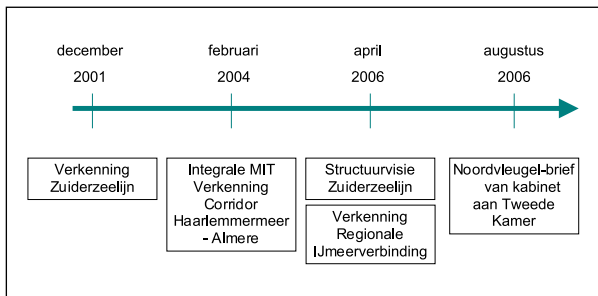 december
2001
februari
2004
april
2006
augustus
2006
Verkenning
Zuiderzeelijn
Integrale MIT
Verkenning
Corridor
Haarlemmermeer
- Almere
Structuurvisie
Zuiderzeelijn
Verkenning
Regionale
IJmeerverbinding
Noordvleugel-brief
van kabinet
aan Tweede
Kamer